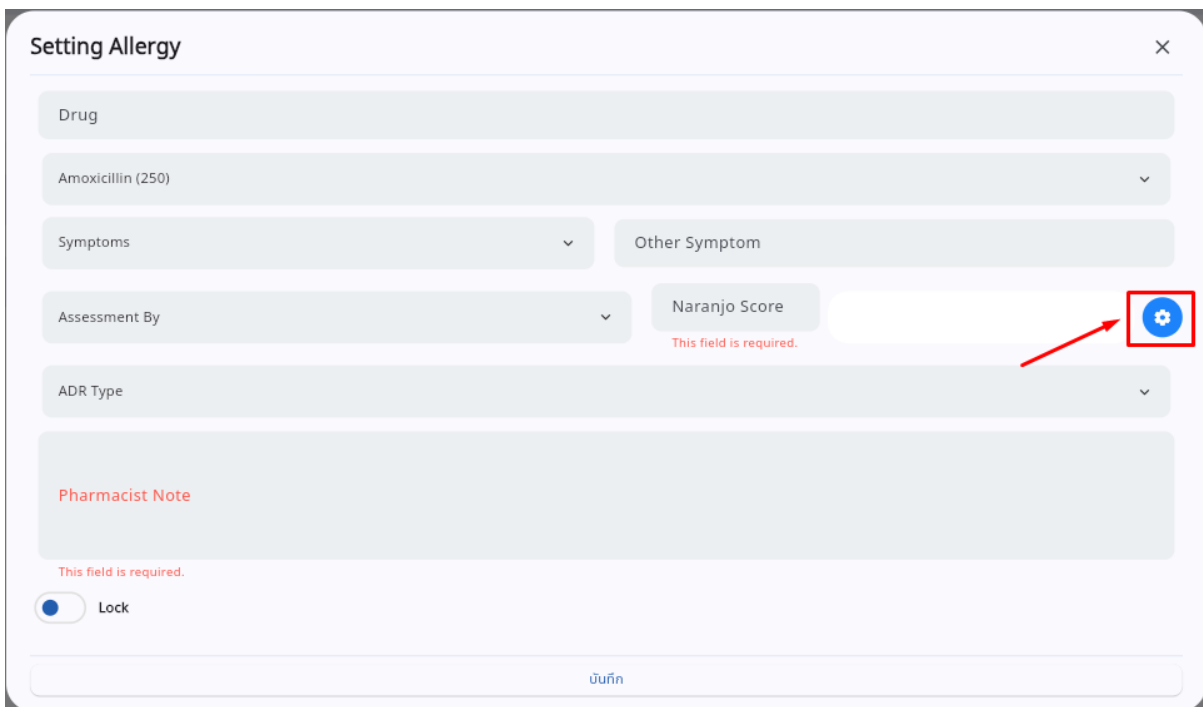 Setting Allergy
Drug
Amoxicillin (250)
Symptoms
Other Symptom
Assessment By
Naranjo Score
This field is required.
ADR Type
Pharmacist Note
This field is required.
Lock
บันทึก